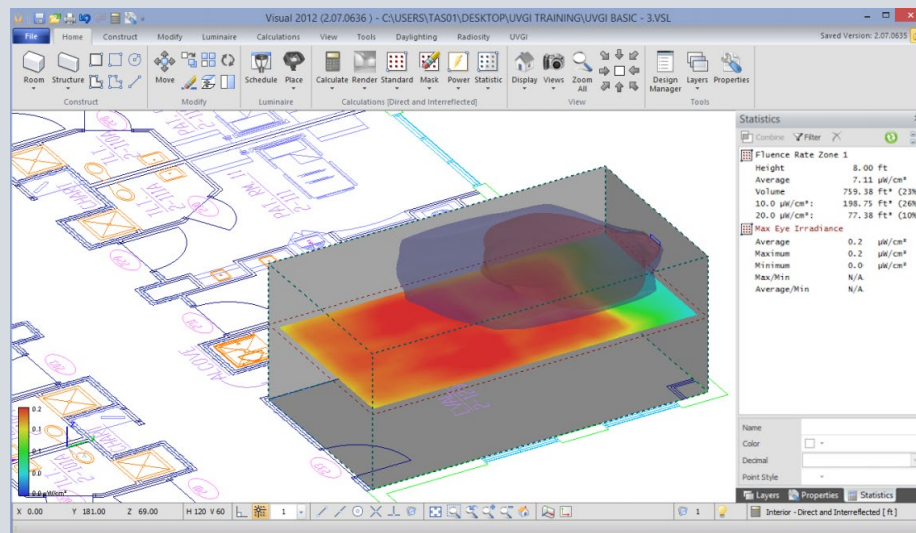 Visual 2012 (2.07.0636) - C:\USERS\TAS01\DESKTOP\UVGI TRAINING\UVGI BASIC - 3.VSL
File Home Construct Modify Luminaire Calculations View Tools Daylighting Radiosity UVGI
Saved Version: 2.07.0635
Room Structure Move Schedule Place Calculate Render Standard Mask Power Statistic Display Views Zoom All Design Manager Layers Properties
Construct Modify Luminaire Calculations [Direct and Interreflected] View Tools
Statistics
Combine Filter
Fluence Rate Zone 1
Height 8.00 ft
Average 7.11 µW/cm²
Volume 759.38 ft³ (23%
10.0 µW/cm²: 198.75 ft³ (26%
20.0 µW/cm²: 77.38 ft³ (10%
Max Eye Irradiance
Average 0.2 µW/cm²
Maximum 0.2 µW/cm²
Minimum 0.0 µW/cm²
Max/Min N/A
Average/Min N/A
ALCOVE
0.2
0.1
0.1
0.0
0.0 µW/cm²
Name
Color
Decimal
Point Style
Layers Properties Statistics
X 0.00 Y 181.00 Z 69.00 H 120 V 60 1 1 Interior - Direct and Interreflected [ ft ]